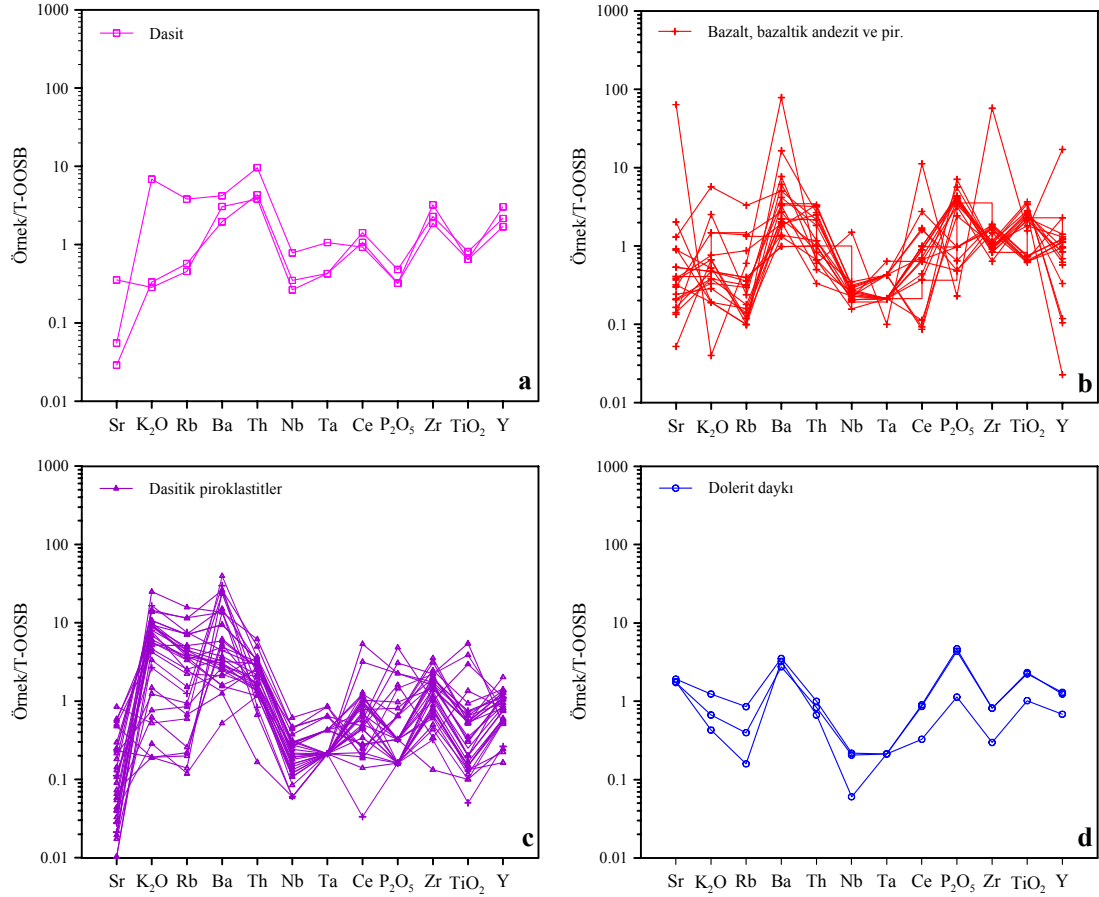 1000
100
10
1
0.1
0.01
Örnek/T-OOSB
Dasit
a
Sr K₂O Rb Ba Th Nb Ta Ce P₂O₅ Zr TiO₂ Y
1000
100
10
1
0.1
0.01
Örnek/T-OOSB
Bazalt, bazaltik andezit ve pir.
b
Sr K₂O Rb Ba Th Nb Ta Ce P₂O₅ Zr TiO₂ Y
1000
100
10
1
0.1
0.01
Örnek/T-OOSB
Dasitik piroklastitler
c
Sr K₂O Rb Ba Th Nb Ta Ce P₂O₅ Zr TiO₂ Y
1000
100
10
1
0.1
0.01
Örnek/T-OOSB
Dolerit daykı
d
Sr K₂O Rb Ba Th Nb Ta Ce P₂O₅ Zr TiO₂ Y